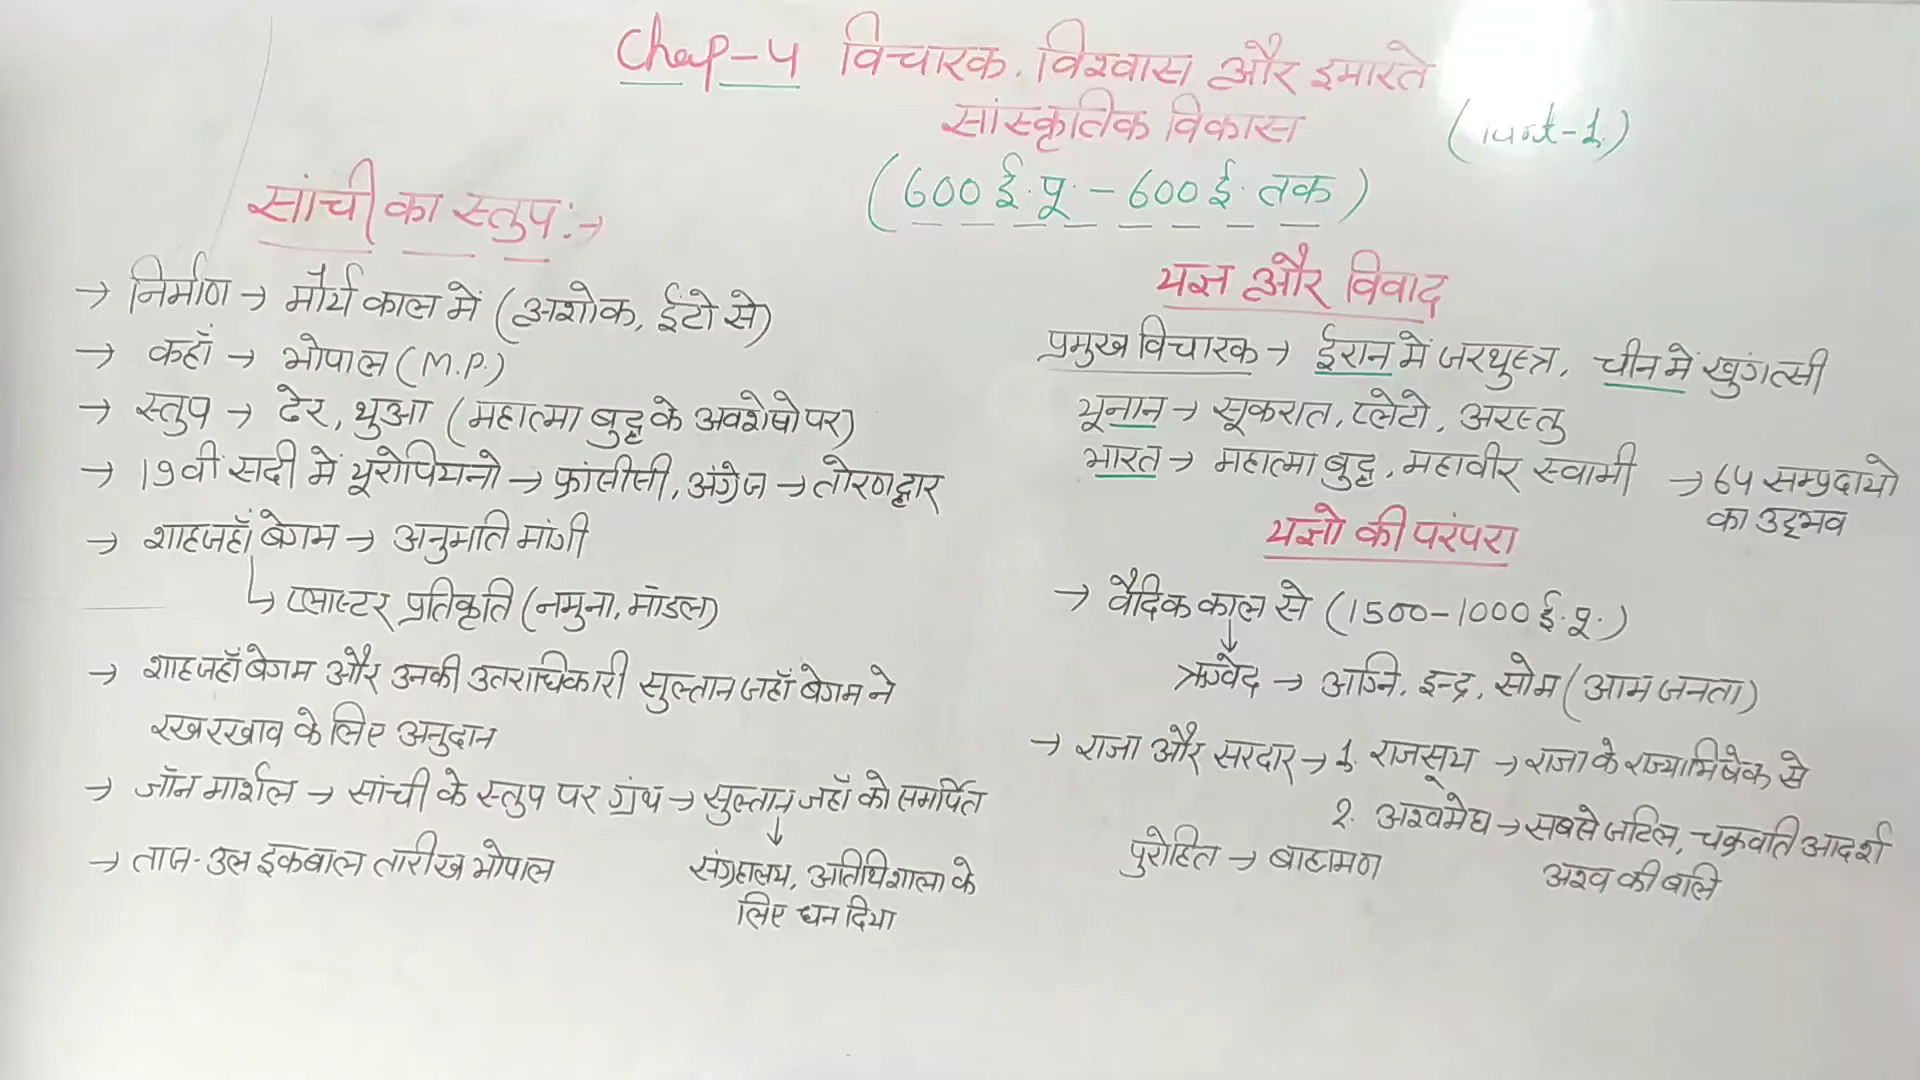 Chap-4 विचारक, विश्वास और इमारते
सांस्कृतिक विकास (Part-1)
(600 ई.पू. - 600 ई. तक)
सांची का स्तुप:→
→ निर्माण → मौर्य काल में (अशोक, ईंटो से)
→ कहाँ → भोपाल (M.P.)
→ स्तुप → ढेर, थुआ (महात्मा बुद्ध के अवशेषो पर)
→ 19वी सदी में यूरोपियनो → फ्रांसीसी, अंग्रेज → तोरणद्वार
→ शाहजहाँ बेगम → अनुमति मांगी
↳ प्लास्टर प्रतिकृति (नमुना, मॉडल)
→ शाहजहाँ बेगम और उनकी उतराधिकारी सुल्तान जहाँ बेगम ने
रख रखाव के लिए अनुदान
→ जॉन मार्शल → सांची के स्तुप पर ग्रंथ → सुल्तान जहाँ को समर्पित
↓
→ ताज-उल इकबाल तारीख भोपाल
संग्रहालय, अतिथिशाला के
लिए धन दिया
यज्ञ और विवाद
प्रमुख विचारक → ईरान में जरथुस्त्र, चीन में खुंगत्सी
यूनान → सूकरात, प्लेटो, अरस्तु
भारत → महात्मा बुद्ध, महावीर स्वामी → 64 सम्प्रदायो
का उद्भव
यज्ञो की परंपरा
→ वैदिक काल से (1500-1000 ई.पू.)
↓
ऋग्वेद → अग्नि, इन्द्र, सोम (आम जनता)
→ राजा और सरदार → 1. राजसूय → राजा के राज्याभिषेक से
2. अश्वमेध → सबसे जटिल, चक्रवति आदर्श
पुरोहित → बाह्मण अश्व की बलि